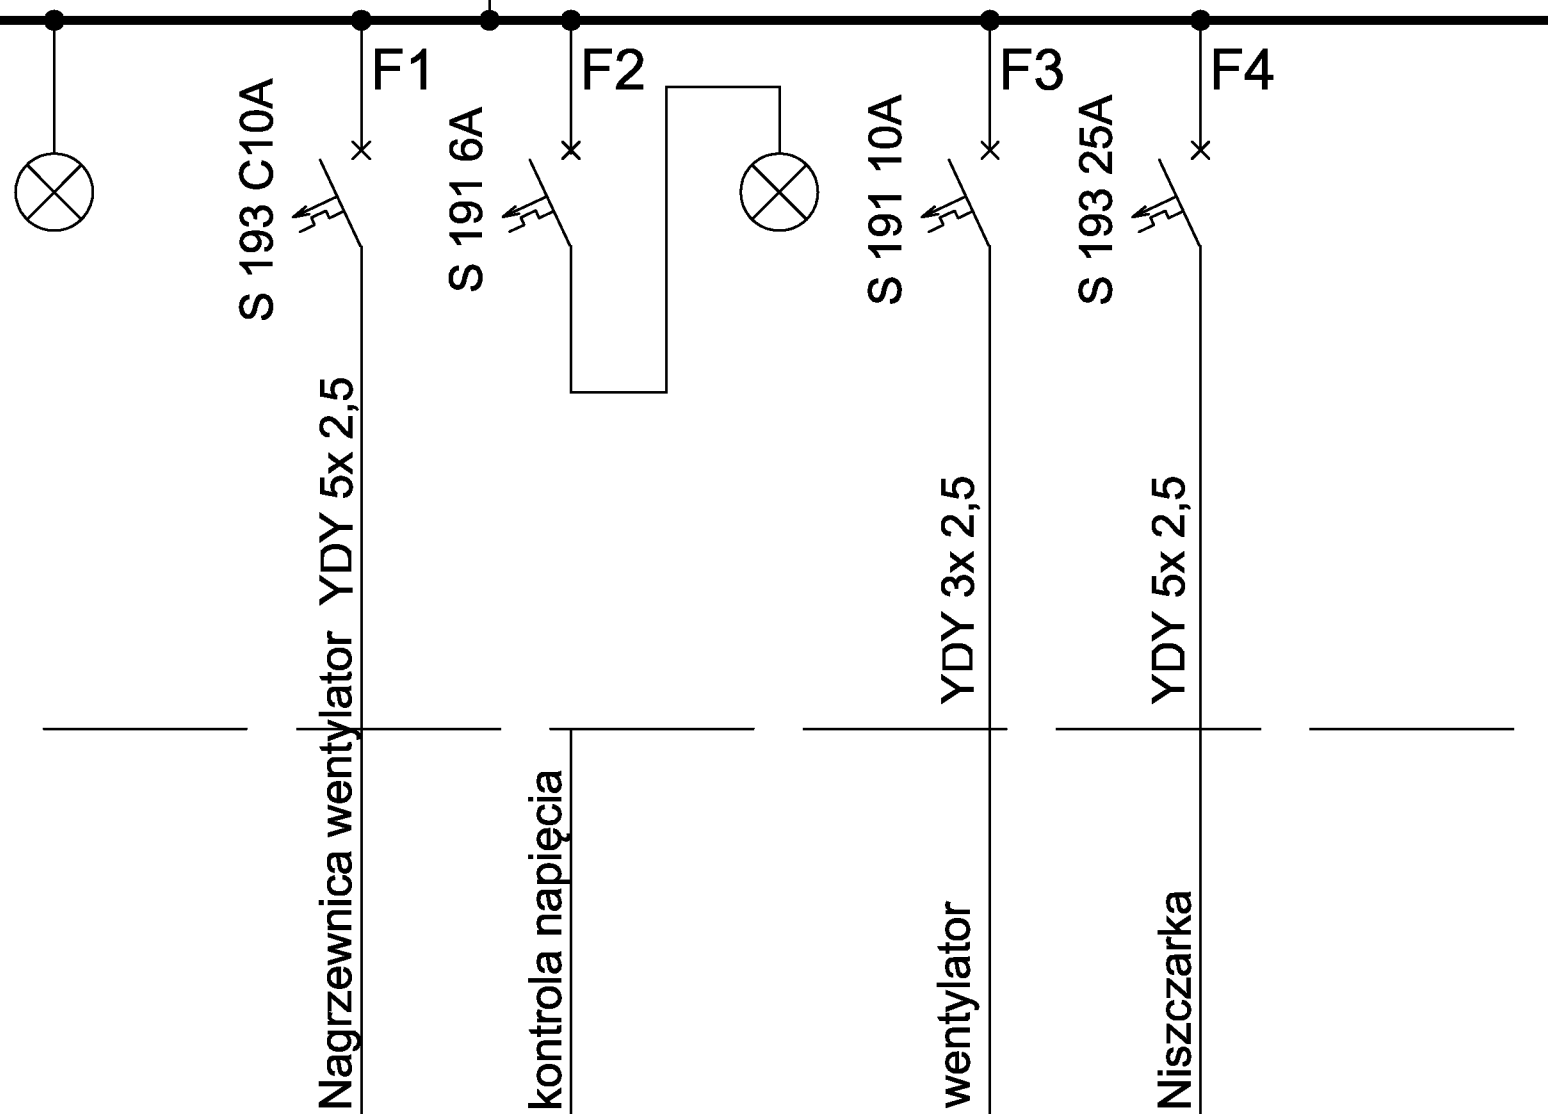 F1
F2
F3
F4
S 193 C10A
S 191 6A
S 191 10A
S 193 25A
YDY 5x 2,5
YDY 3x 2,5
YDY 5x 2,5
Nagrzewnica wentylator
kontrola napięcia
wentylator
Niszczarka